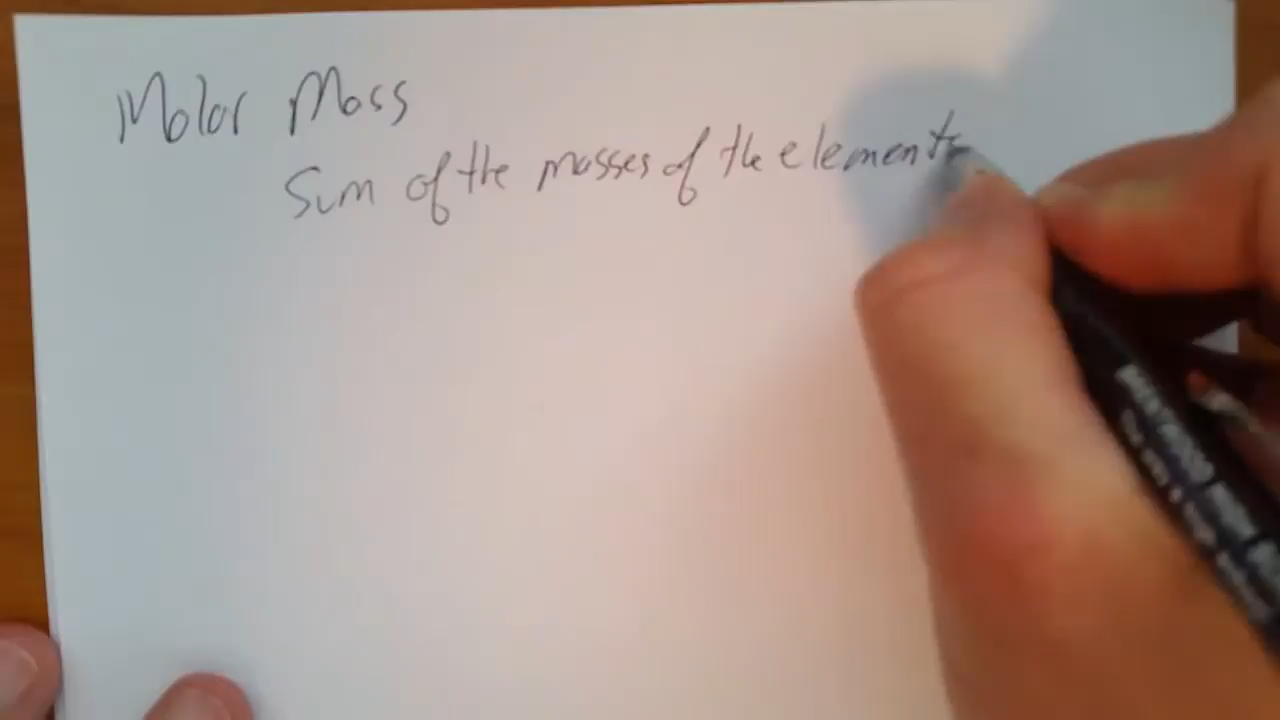 Molar Mass
Sum of the masses of the elements